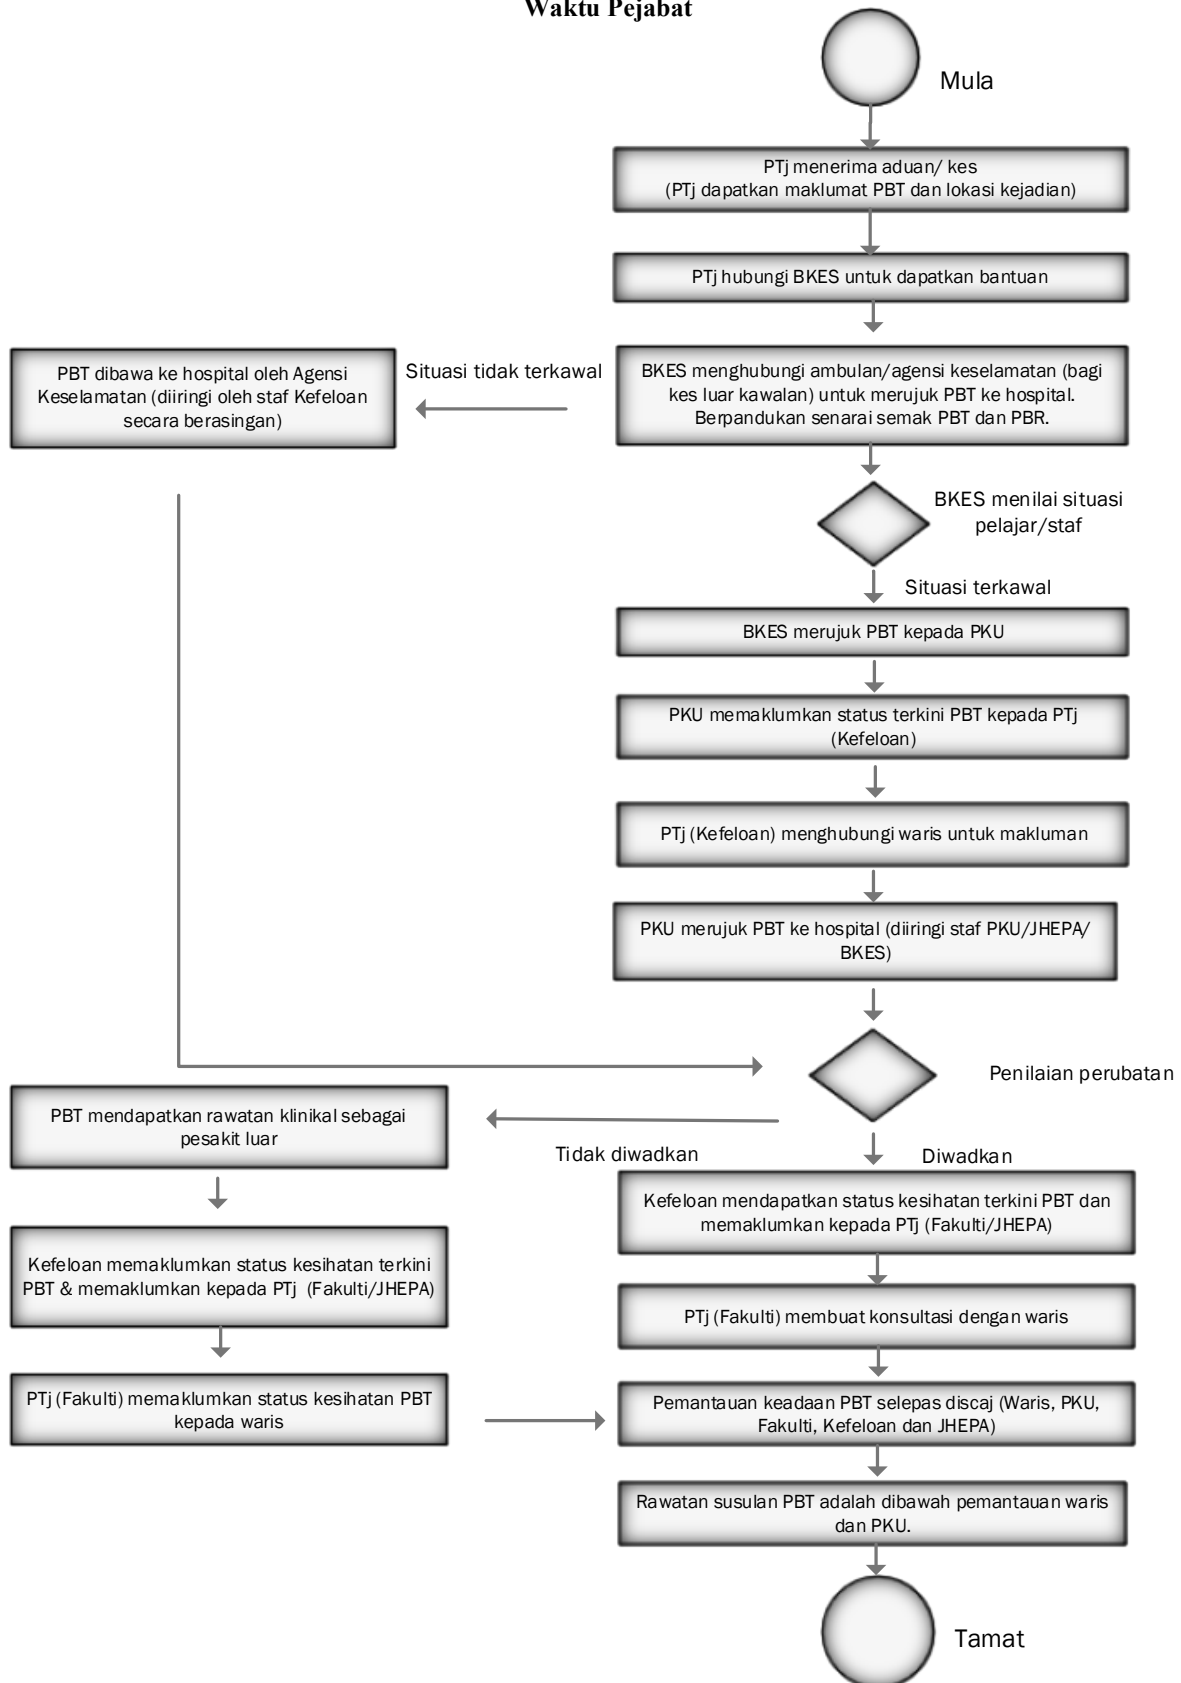 Waktu Pejabat
Mula
PTj menerima aduan/ kes
(PTj dapatkan maklumat PBT dan lokasi kejadian)
PTj hubungi BKES untuk dapatkan bantuan
BKES menghubungi ambulan/agensi keselamatan (bagi
kes luar kawalan) untuk merujuk PBT ke hospital.
Berpandukan senarai semak PBT dan PBR.
Situasi tidak terkawal
PBT dibawa ke hospital oleh Agensi
Keselamatan (diiringi oleh staf Kefeloan
secara berasingan)
BKES menilai situasi
pelajar/staf
Situasi terkawal
BKES merujuk PBT kepada PKU
PKU memaklumkan status terkini PBT kepada PTj
(Kefeloan)
PTj (Kefeloan) menghubungi waris untuk makluman
PKU merujuk PBT ke hospital (diiringi staf PKU/JHEPA/
BKES)
Penilaian perubatan
Tidak diwadkan
Diwadkan
PBT mendapatkan rawatan klinikal sebagai
pesakit luar
Kefeloan memaklumkan status kesihatan terkini
PBT & memaklumkan kepada PTj (Fakulti/JHEPA)
PTj (Fakulti) memaklumkan status kesihatan PBT
kepada waris
Kefeloan mendapatkan status kesihatan terkini PBT dan
memaklumkan kepada PTj (Fakulti/JHEPA)
PTj (Fakulti) membuat konsultasi dengan waris
Pemantauan keadaan PBT selepas discaj (Waris, PKU,
Fakulti, Kefeloan dan JHEPA)
Rawatan susulan PBT adalah dibawah pemantauan waris
dan PKU.
Tamat